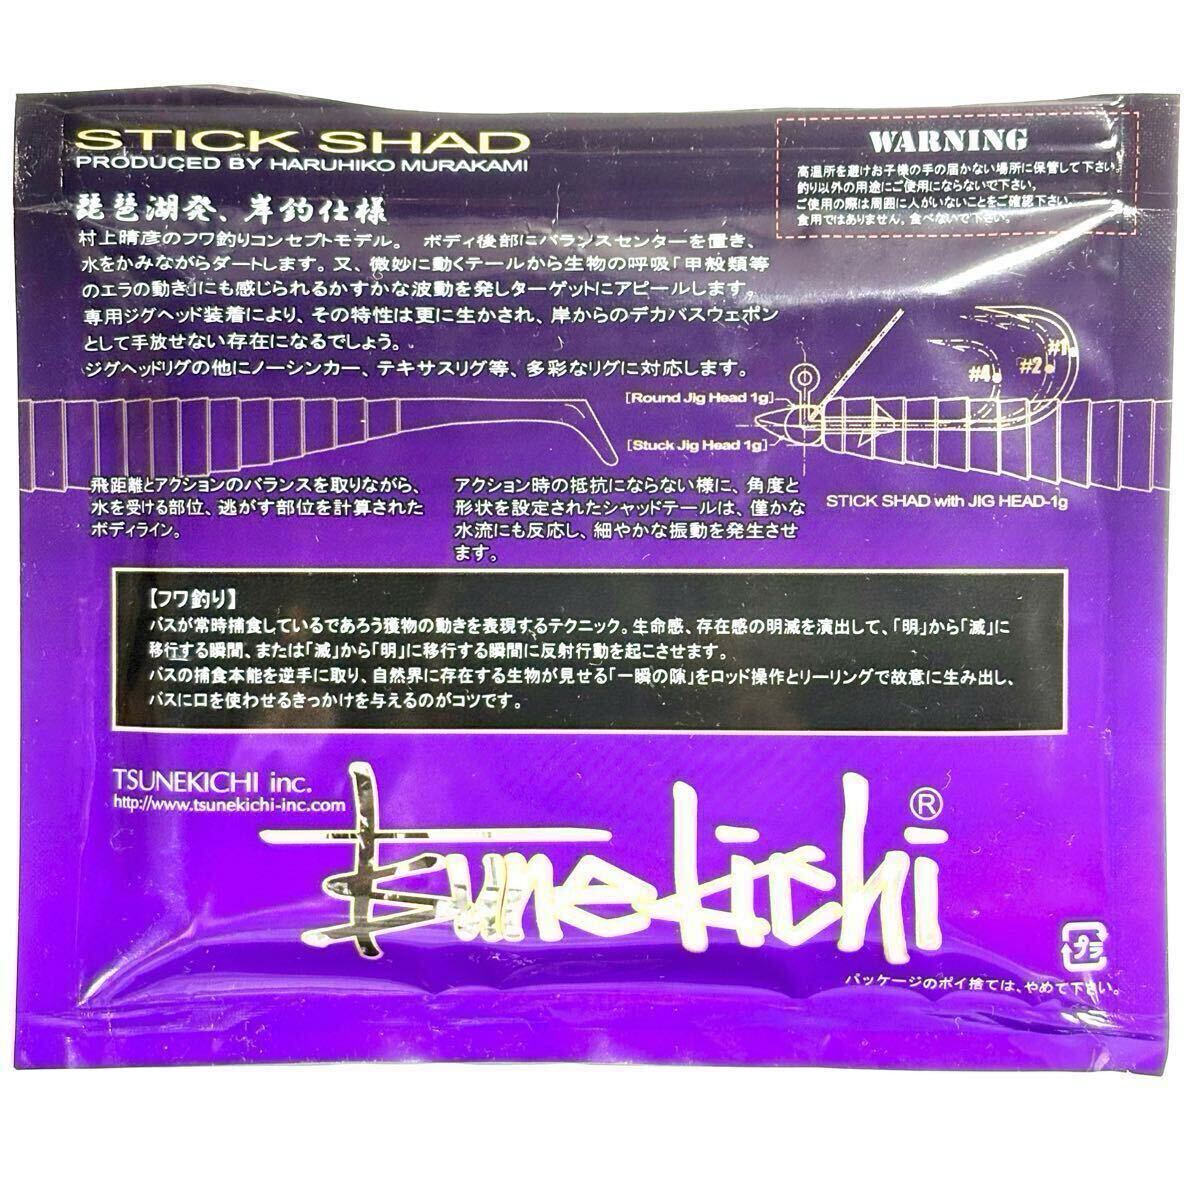 STICK SHAD
PRODUCED BY HARUHIKO MURAKAMI
WARNING
高温所を避けお子様の手の届かない場所に保管して下さい。
釣り以外の用途にご使用にならないで下さい。
ご使用の際は周囲に人がいないことをご確認下さい。
食用ではありません。食べないで下さい。
琵琶湖発、岸釣仕様
村上晴彦のフワ釣りコンセプトモデル。 ボディ後部にバランスセンターを置き、
水をかみながらダートします。又、微妙に動くテールから生物の呼吸「甲殻類等
のエラの動き」にも感じられるかすかな波動を発しターゲットにアピールします。
専用ジグヘッド装着により、その特性は更に生かされ、岸からのデカバスウェポン
として手放せない存在になるでしょう。
ジグヘッドリグの他にノーシンカー、テキサスリグ等、多彩なリグに対応します。
#1
#2
#4
[Round Jig Head 1g]
[Stuck Jig Head 1g]
STICK SHAD with JIG HEAD-1g
飛距離とアクションのバランスを取りながら、
水を受ける部位、逃がす部位を計算された
ボディライン。
アクション時の抵抗にならない様に、角度と
形状を設定されたシャッドテールは、僅かな
水流にも反応し、細やかな振動を発生させ
ます。
【フワ釣り】
バスが常時捕食しているであろう獲物の動きを表現するテクニック。生命感、存在感の明滅を演出して、「明」から「滅」に
移行する瞬間、または「滅」から「明」に移行する瞬間に反射行動を起こさせます。
バスの捕食本能を逆手に取り、自然界に存在する生物が見せる「一瞬の隙」をロッド操作とリーリングで故意に生み出し、
バスに口を使わせるきっかけを与えるのがコツです。
TSUNEKICHI inc.
http://www.tsunekichi-inc.com
tsunekichi®
プラ
パッケージのポイ捨ては、やめて下さい。